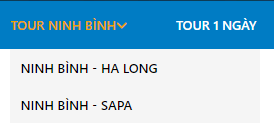 TOUR NINH BÌNH TOUR 1 NGÀY
NINH BÌNH - HA LONG
NINH BÌNH - SAPA